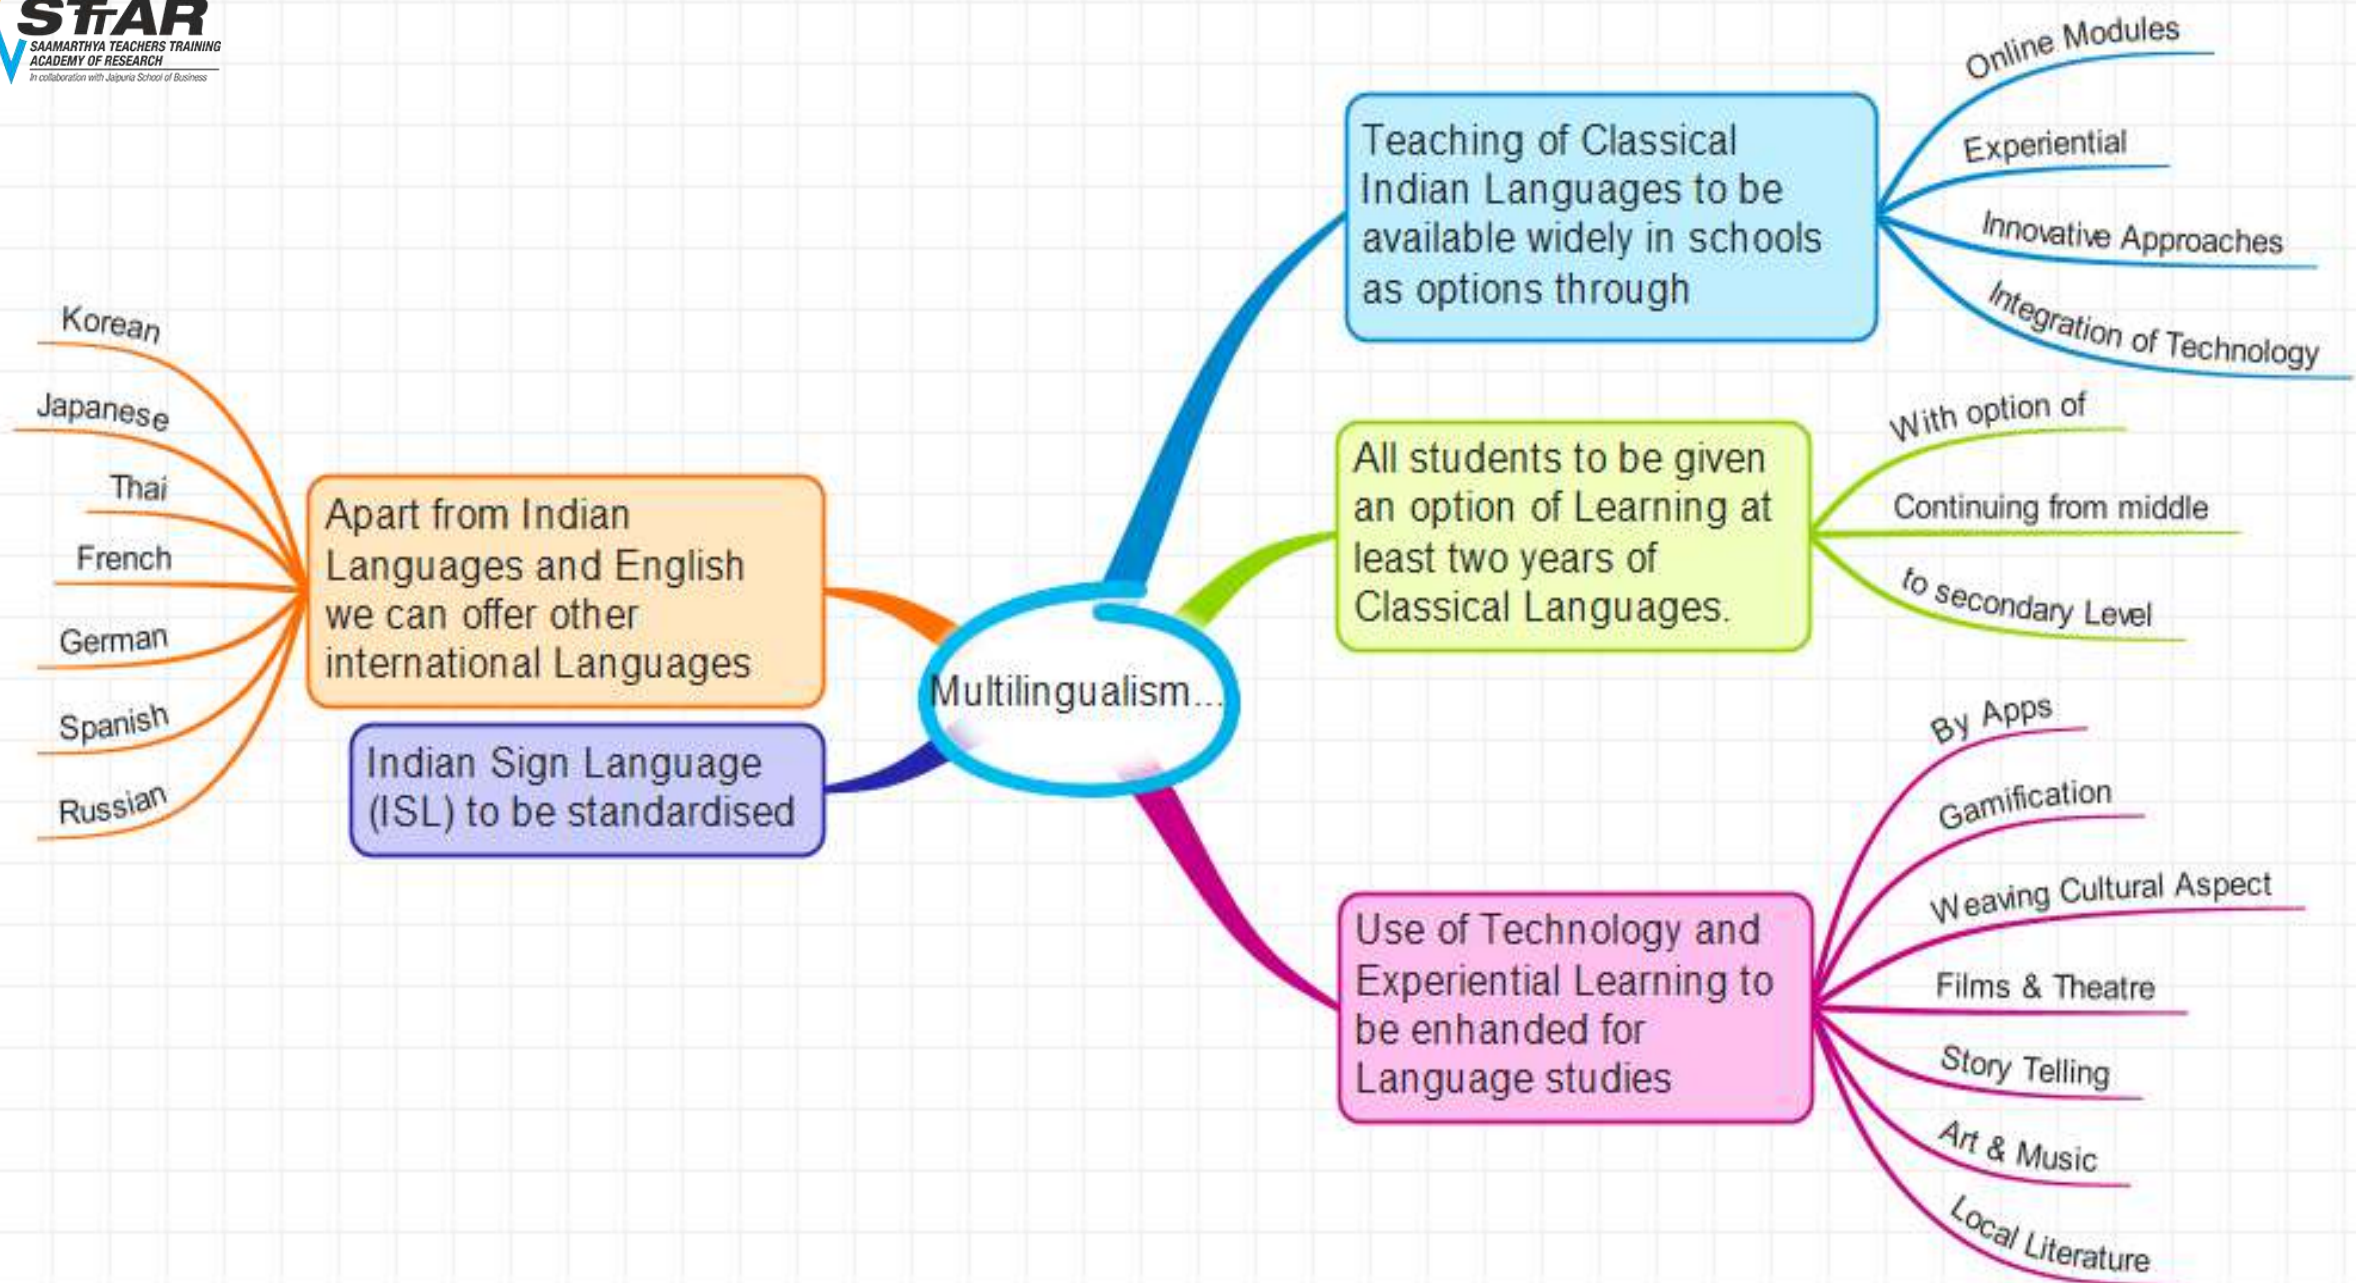 STTAR
SAAMARTHYA TEACHERS TRAINING
ACADEMY OF RESEARCH
In collaboration with Jaipuria School of Business
Multilingualism...
Teaching of Classical
Indian Languages to be
available widely in schools
as options through
Online Modules
Experiential
Innovative Approaches
Integration of Technology
All students to be given
an option of Learning at
least two years of
Classical Languages.
With option of
Continuing from middle
to secondary Level
Use of Technology and
Experiential Learning to
be enhanded for
Language studies
By Apps
Gamification
Weaving Cultural Aspect
Films & Theatre
Story Telling
Art & Music
Local Literature
Apart from Indian
Languages and English
we can offer other
international Languages
Korean
Japanese
Thai
French
German
Spanish
Russian
Indian Sign Language
(ISL) to be standardised